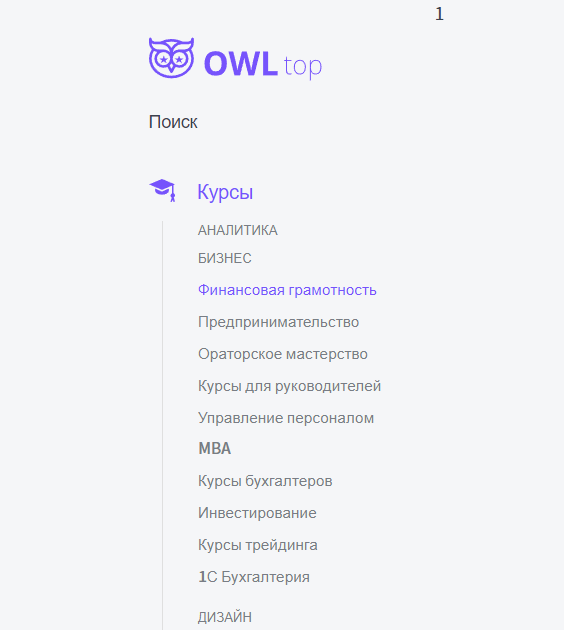 1
OWL top
Поиск
Курсы
АНАЛИТИКА
БИЗНЕС
Финансовая грамотность
Предпринимательство
Ораторское мастерство
Курсы для руководителей
Управление персоналом
MBA
Курсы бухгалтеров
Инвестирование
Курсы трейдинга
1С Бухгалтерия
ДИЗАЙН